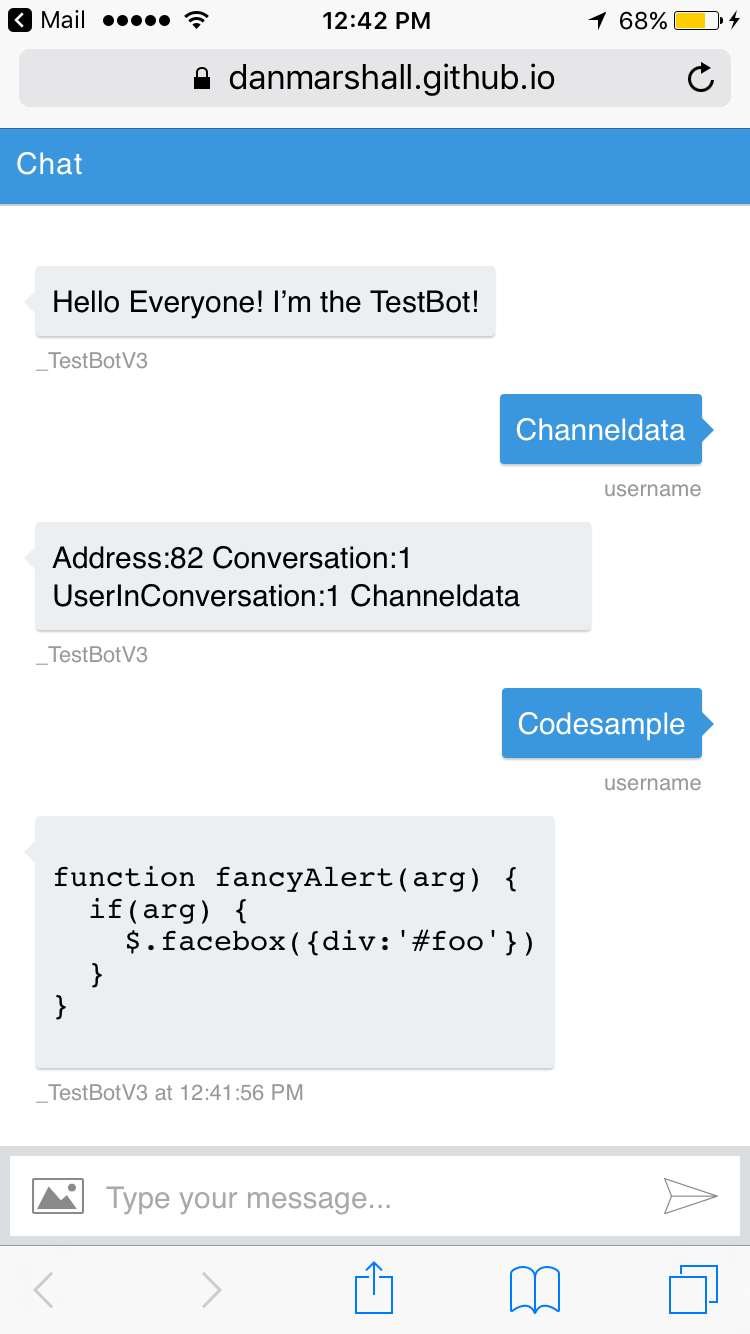 Mail 12:42 PM 68%
danmarshall.github.io
Chat
Hello Everyone! I’m the TestBot!
_TestBotV3
Channeldata
username
Address:82 Conversation:1
UserInConversation:1 Channeldata
_TestBotV3
Codesample
username
function fancyAlert(arg) {
  if(arg) {
    $.facebox({div:'#foo'})
  }
}
_TestBotV3 at 12:41:56 PM
Type your message...